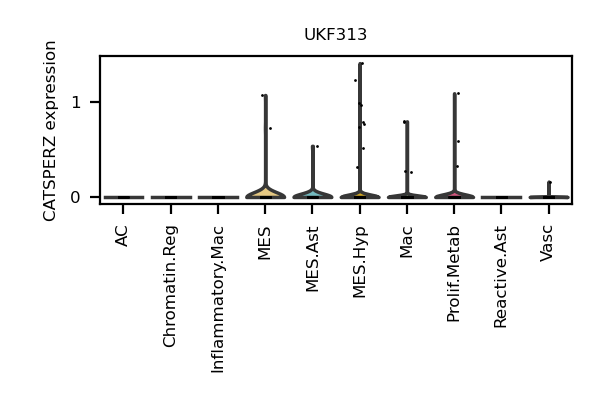 UKF313
CATSPERZ expression
1
0
AC
Chromatin.Reg
Inflammatory.Mac
MES
MES.Ast
MES.Hyp
Mac
Prolif.Metab
Reactive.Ast
Vasc